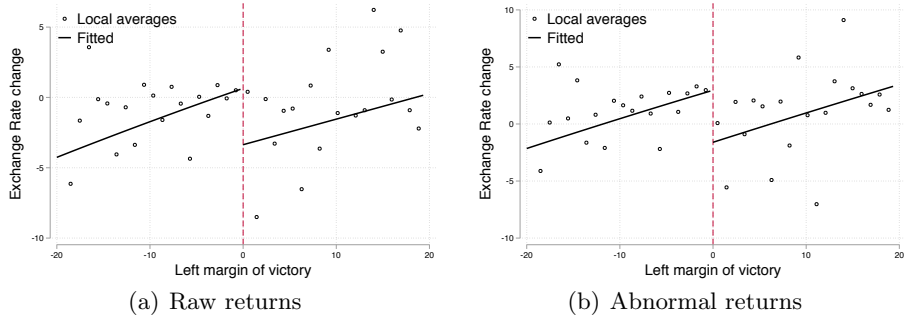 Local averages
Fitted
Exchange Rate change
5
0
-5
-10
-20
-10
0
10
20
Left margin of victory
(a) Raw returns
Local averages
Fitted
Exchange Rate change
10
5
0
-5
-10
-20
-10
0
10
20
Left margin of victory
(b) Abnormal returns